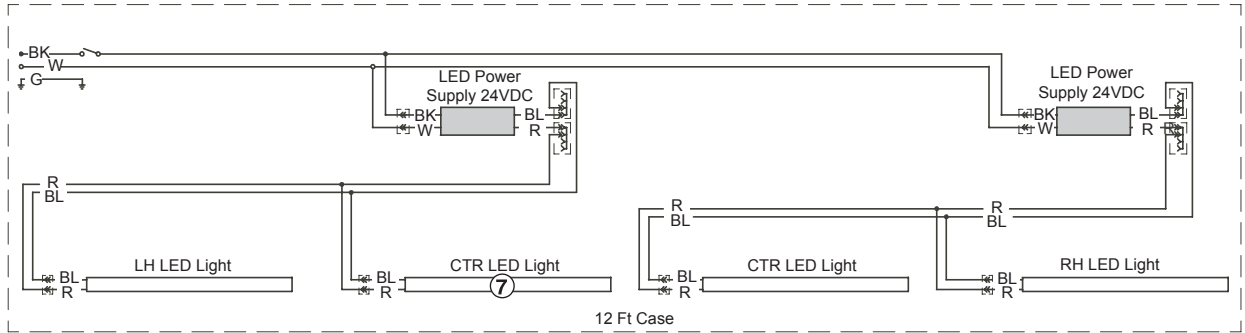 BK
W
G
LED Power
Supply 24VDC
BK
W
BL
R
LED Power
Supply 24VDC
BK
W
BL
R
R
BL
R
BL
R
BL
LH LED Light
BL
R
CTR LED Light
BL
R
7
CTR LED Light
BL
R
RH LED Light
BL
R
12 Ft Case